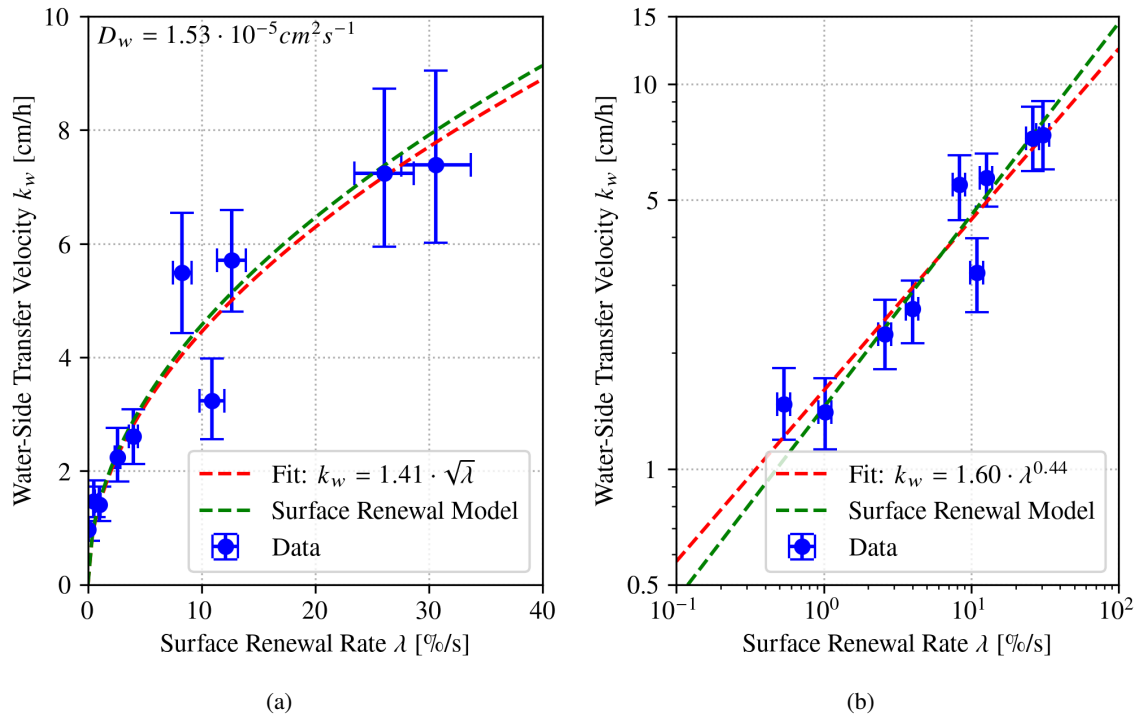 D_w = 1.53 · 10^{-5}cm^2s^{-1}
Water-Side Transfer Velocity k_w [cm/h]
10
8
6
4
2
0
0 10 20 30 40
Surface Renewal Rate λ [%/s]
Fit: k_w = 1.41 · √λ
Surface Renewal Model
Data
(a)
Water-Side Transfer Velocity k_w [cm/h]
15
10
5
1
0.5
10^{-1} 10^0 10^1 10^2
Surface Renewal Rate λ [%/s]
Fit: k_w = 1.60 · λ^{0.44}
Surface Renewal Model
Data
(b)